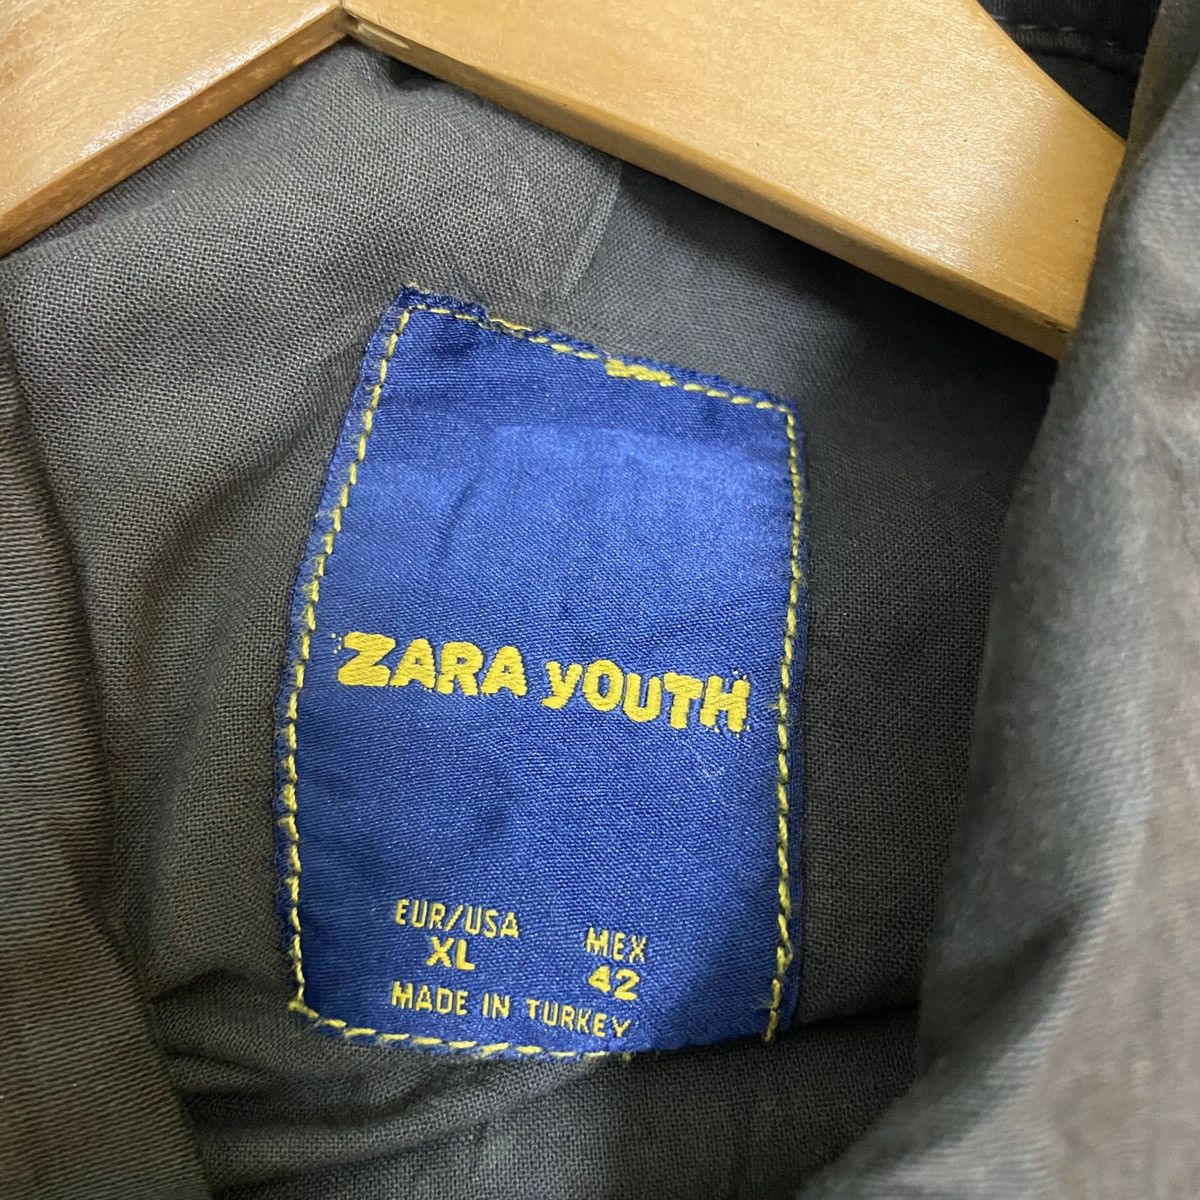 ZARA yOUTH
EUR/USA MEX
XL 42
MADE IN TURKEY